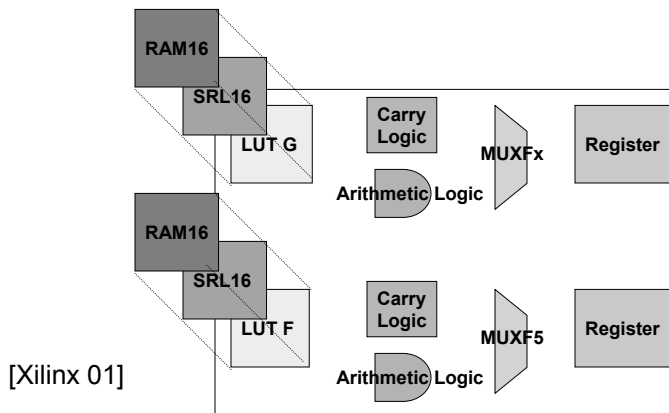 RAM16
SRL16
LUT G
Carry
Logic
Arithmetic Logic
MUXFx
Register
RAM16
SRL16
LUT F
Carry
Logic
Arithmetic Logic
MUXF5
Register
[Xilinx 01]